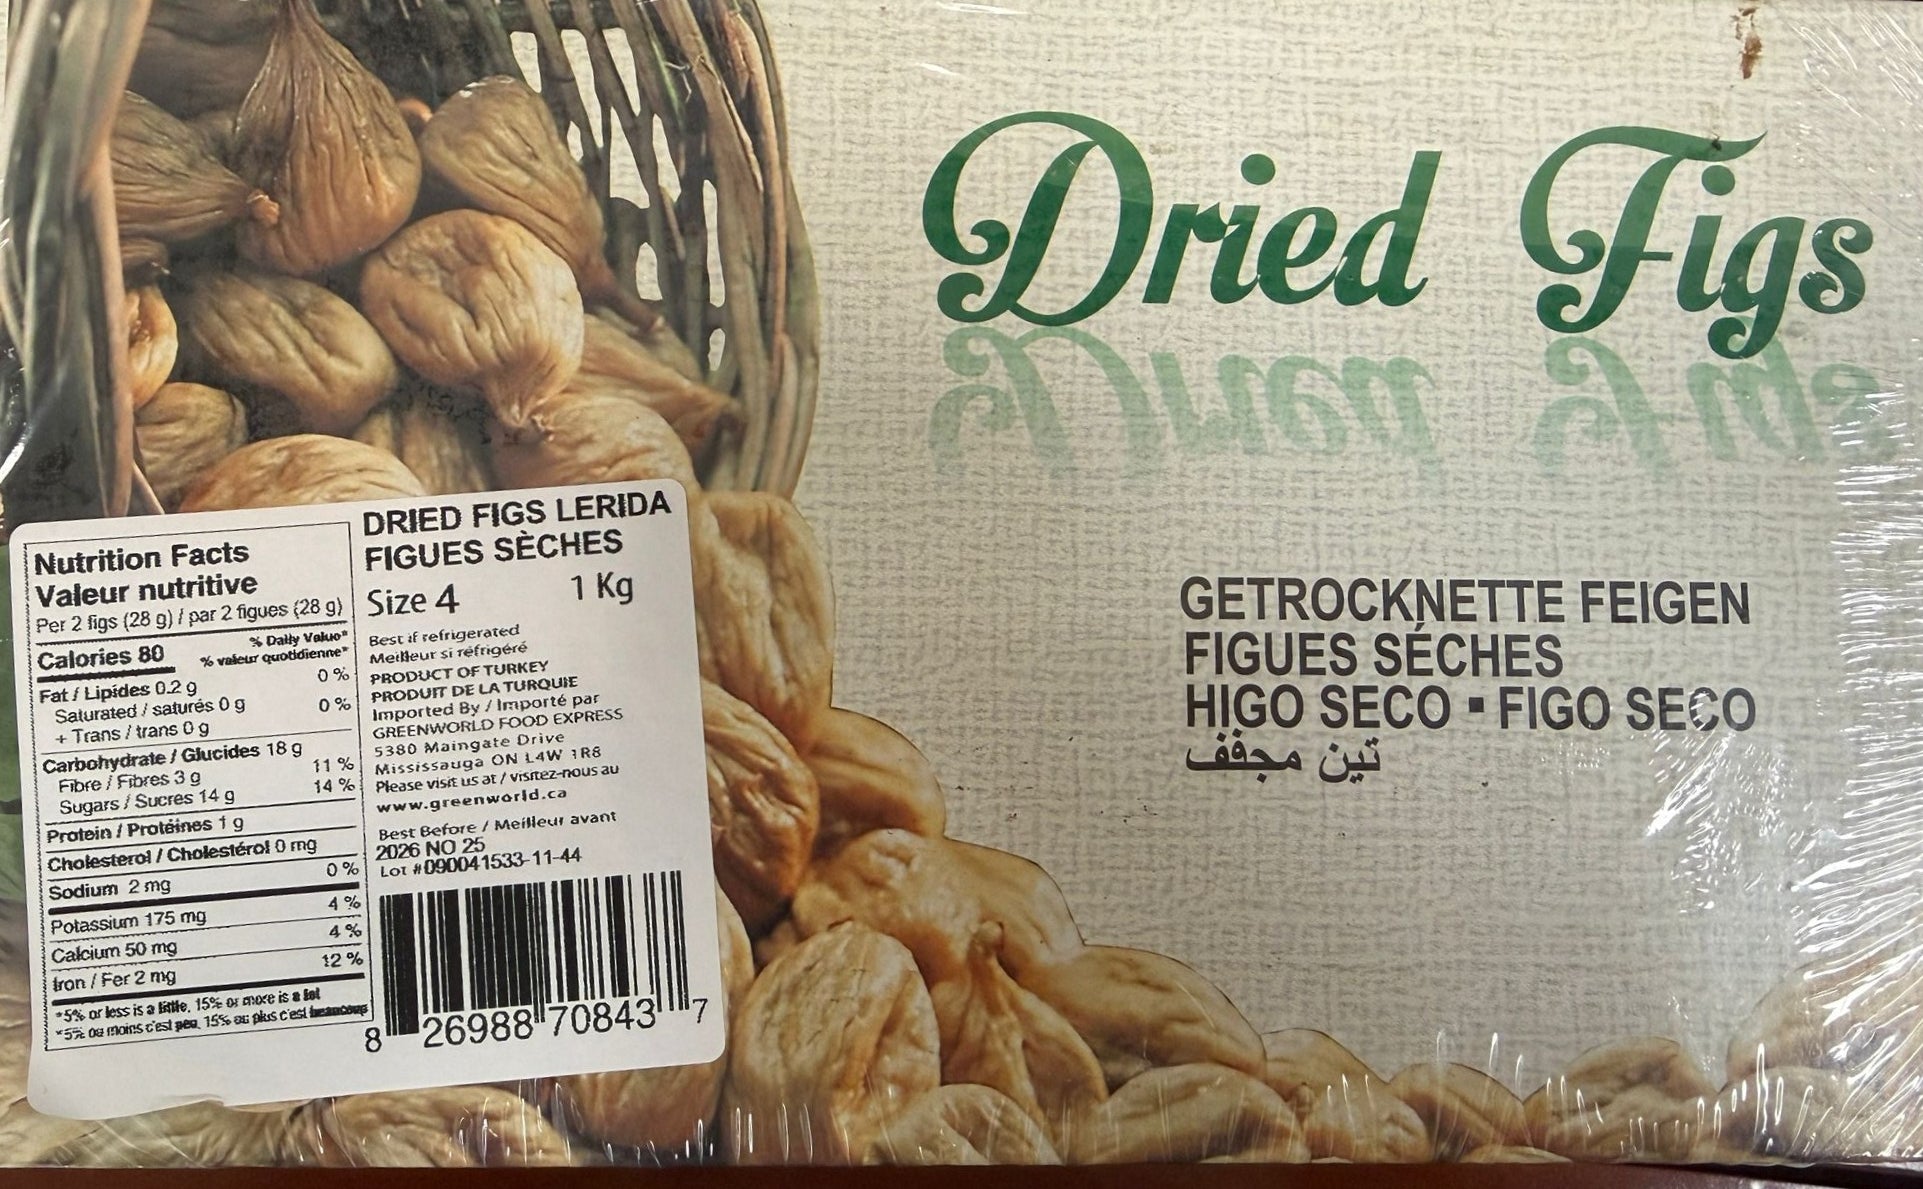 Dried Figs
GETROCKNETTE FEIGEN
FIGUES SÉCHES
HIGO SECO ▪ FIGO SECO
تين مجفف
Nutrition Facts
Valeur nutritive
Per 2 figs (28 g) / par 2 figues (28 g)
% Daily Value*
Calories 80 % valeur quotidienne*
Fat / Lipides 0.2 g 0 %
Saturated / saturés 0 g
+ Trans / trans 0 g 0 %
Carbohydrate / Glucides 18 g
Fibre / Fibres 3 g 11 %
Sugars / Sucres 14 g 14 %
Protein / Protéines 1 g
Cholesterol / Cholestérol 0 mg
Sodium 2 mg 0 %
Potassium 175 mg 4 %
Calcium 50 mg 4 %
Iron / Fer 2 mg 12 %
*5% or less is a little, 15% or more is a lot
*5% ou moins c'est peu, 15% ou plus c'est beaucoup
DRIED FIGS LERIDA
FIGUES SÈCHES
Size 4 1 Kg
Best if refrigerated
Meilleur si réfrigéré
PRODUCT OF TURKEY
PRODUIT DE LA TURQUIE
Imported By / Importé par
GREENWORLD FOOD EXPRESS
5380 Maingate Drive
Mississauga ON L4W 1R8
Please visit us at / visitez-nous au
www.greenworld.ca
Best Before / Meilleur avant
2026 NO 25
Lot #090041533-11-44
8 26988 70843 7